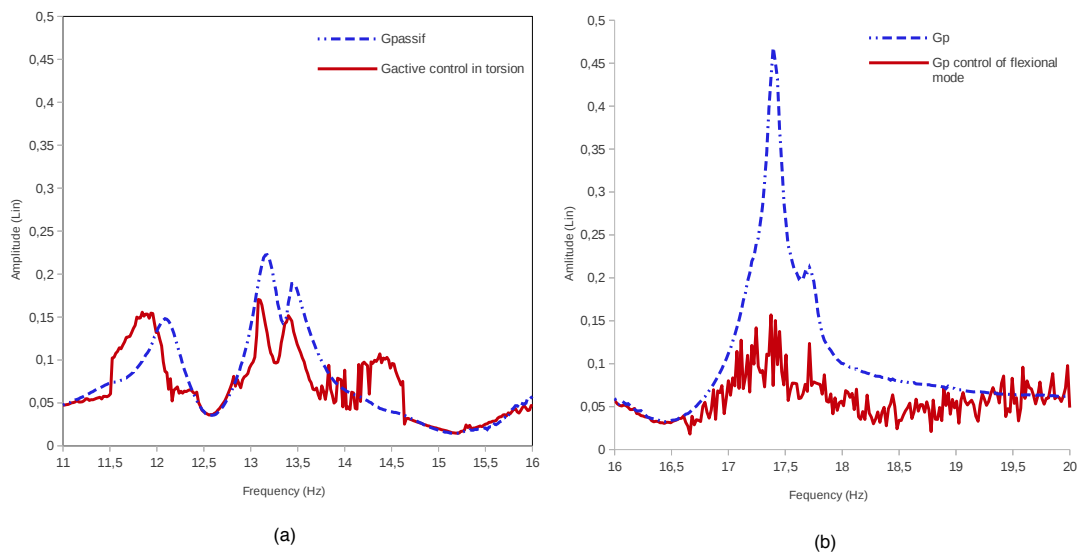 0,5
0,45
0,4
0,35
0,3
0,25
0,2
0,15
0,1
0,05
0
Amplitude (Lin)
Gpassif
Gactive control in torsion
11 11,5 12 12,5 13 13,5 14 14,5 15 15,5 16
Frequency (Hz)
(a)
0,5
0,45
0,4
0,35
0,3
0,25
0,2
0,15
0,1
0,05
0
Amlitude (Lin)
Gp
Gp control of flexional
mode
16 16,5 17 17,5 18 18,5 19 19,5 20
Fequency (Hz)
(b)